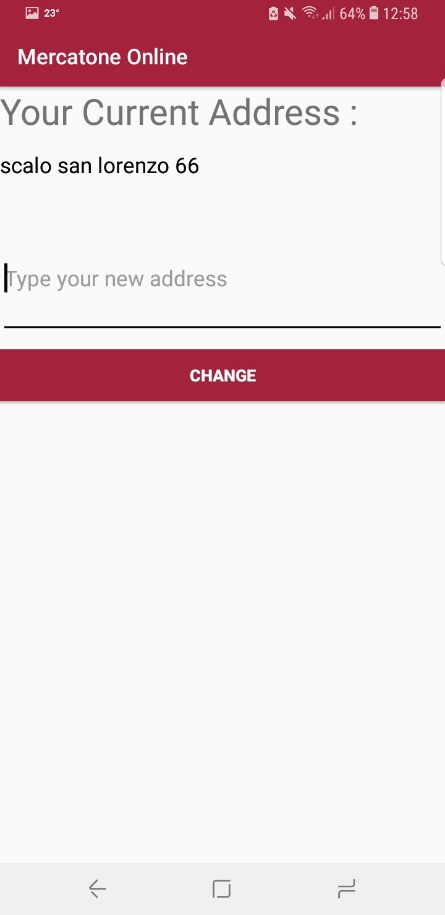 23°
64% 12:58
Mercatone Online
Your Current Address :
scalo san lorenzo 66
Type your new address
CHANGE